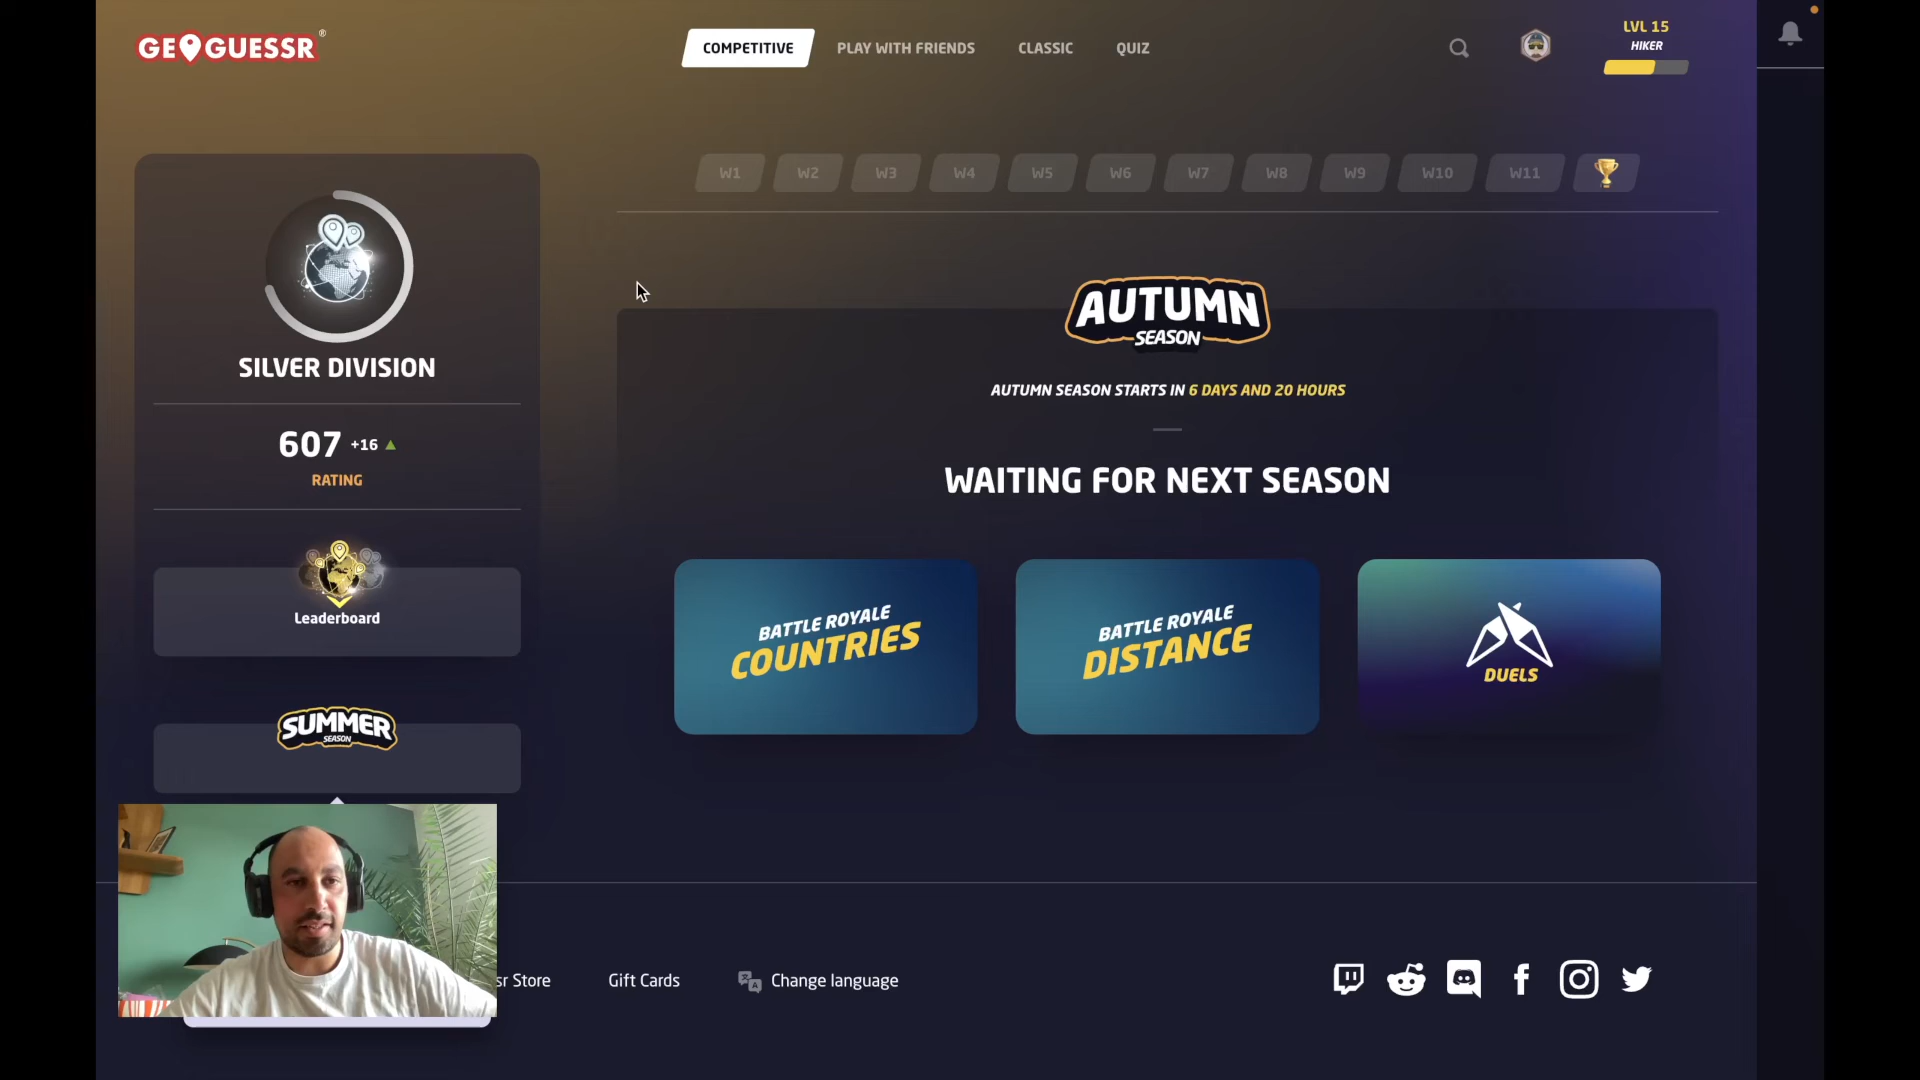 GEOGUESSR®
COMPETITIVE
PLAY WITH FRIENDS
CLASSIC
QUIZ
LVL 15
HIKER
W1
W2
W3
W4
W5
W6
W7
W8
W9
W10
W11
SILVER DIVISION
607 +16
RATING
Leaderboard
SUMMER
SEASON
AUTUMN
SEASON
AUTUMN SEASON STARTS IN 6 DAYS AND 20 HOURS
WAITING FOR NEXT SEASON
BATTLE ROYALE
COUNTRIES
BATTLE ROYALE
DISTANCE
DUELS
sr Store
Gift Cards
Change language